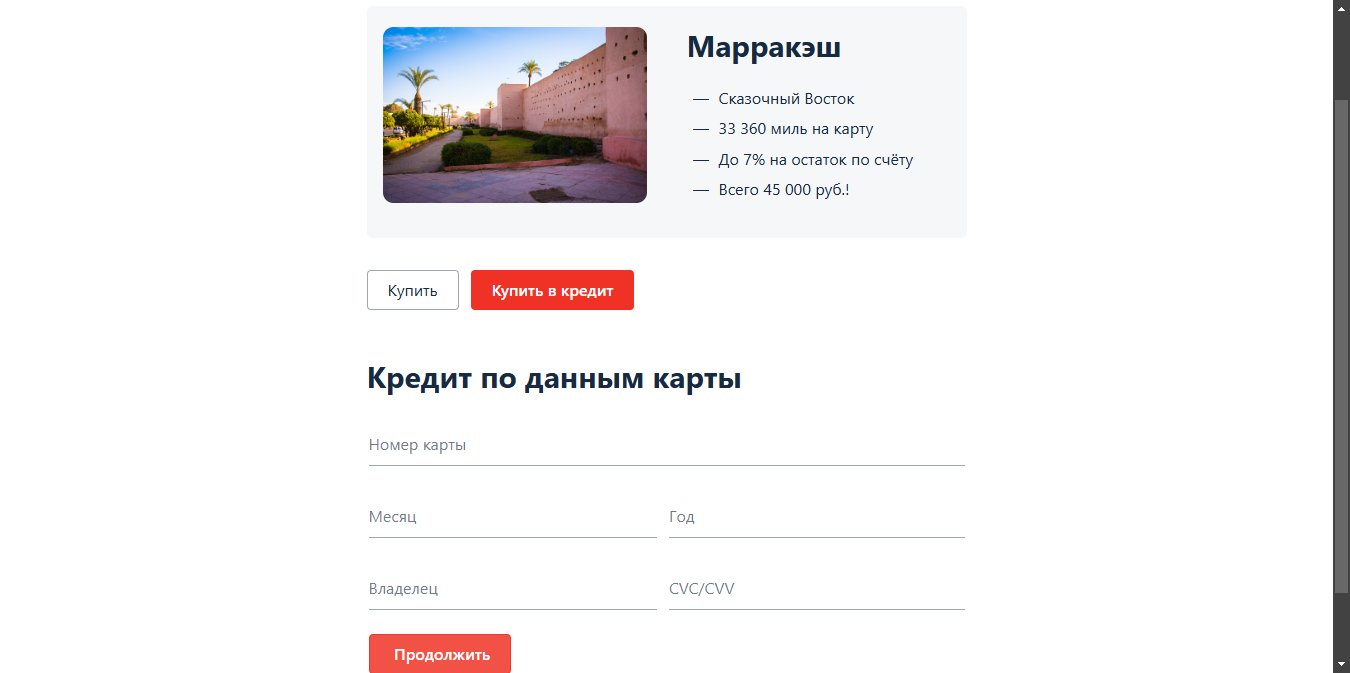 Марракэш
— Сказочный Восток
— 33 360 миль на карту
— До 7% на остаток по счёту
— Всего 45 000 руб.!
Купить Купить в кредит
Кредит по данным карты
Номер карты
Месяц Год
Владелец CVC/CVV
Продолжить